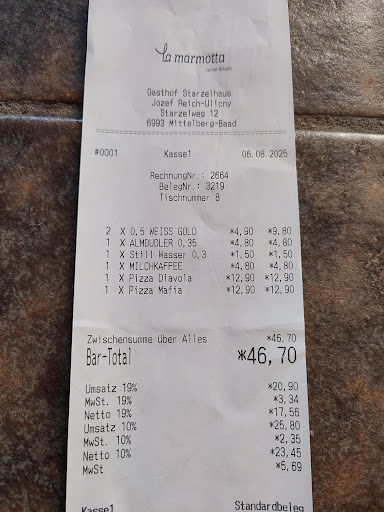 la marmotta
Gasthof Starzelhaus
Jozef Reich-Ulicny
Starzelweg 12
6993 Mittelberg-Baad
#0001 Kasse1 06.08.2025
RechnungNr.: 2664
BelegNr.: 3219
Tischnummer 8
2 X 0,5 WEISS GOLD *4,90 *9,80
1 X ALMDUDLER 0,35 *4,80 *4,80
1 X Still Wasser 0,3 *1,50 *1,50
1 X MILCHKAFFEE *4,80 *4,80
1 X Pizza Diavola *12,90 *12,90
1 X Pizza Mafia *12,90 *12,90
Zwischensumme über Alles *46,70
Bar-Total *46,70
Umsatz 19% *20,90
MwSt. 19% *3,34
Netto 19% *17,56
Umsatz 10% *25,80
MwSt. 10% *2,35
Netto 10% *23,45
MwSt *5,69
Kasse1 Standardbeleg